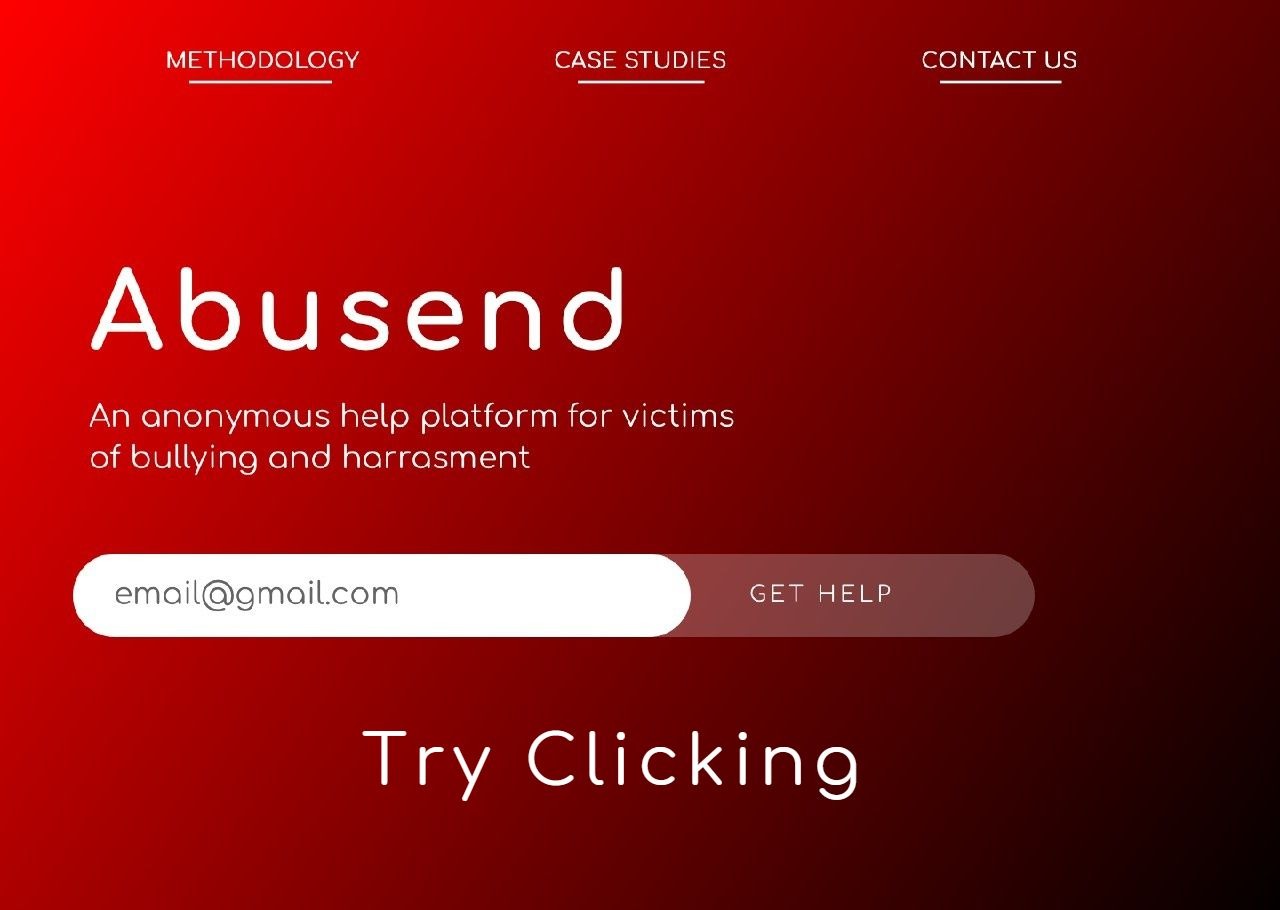 METHODOLOGY
CASE STUDIES
CONTACT US
Abusend
An anonymous help platform for victims
of bullying and harrasment
email@gmail.com
GET HELP
Try Clicking